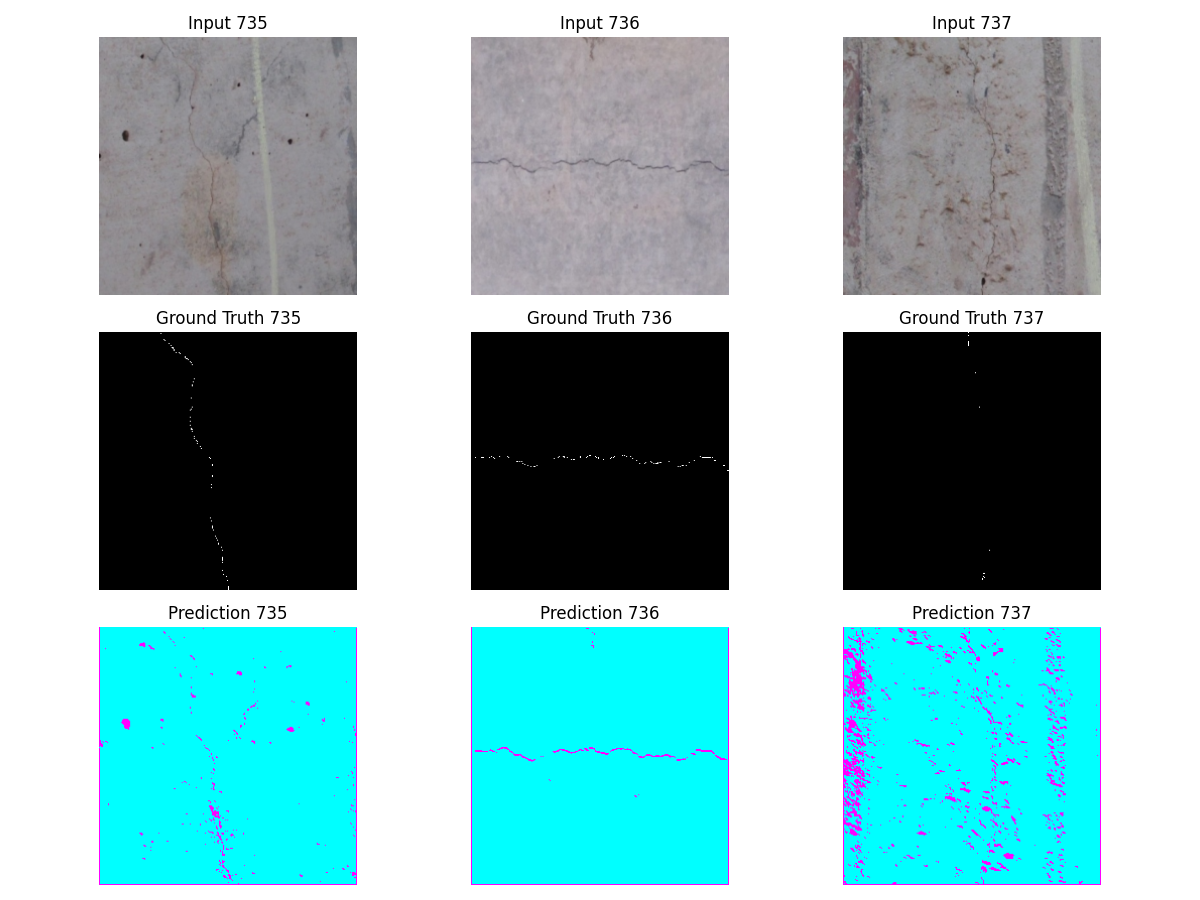 Input 735
Input 736
Input 737
Ground Truth 735
Ground Truth 736
Ground Truth 737
Prediction 735
Prediction 736
Prediction 737